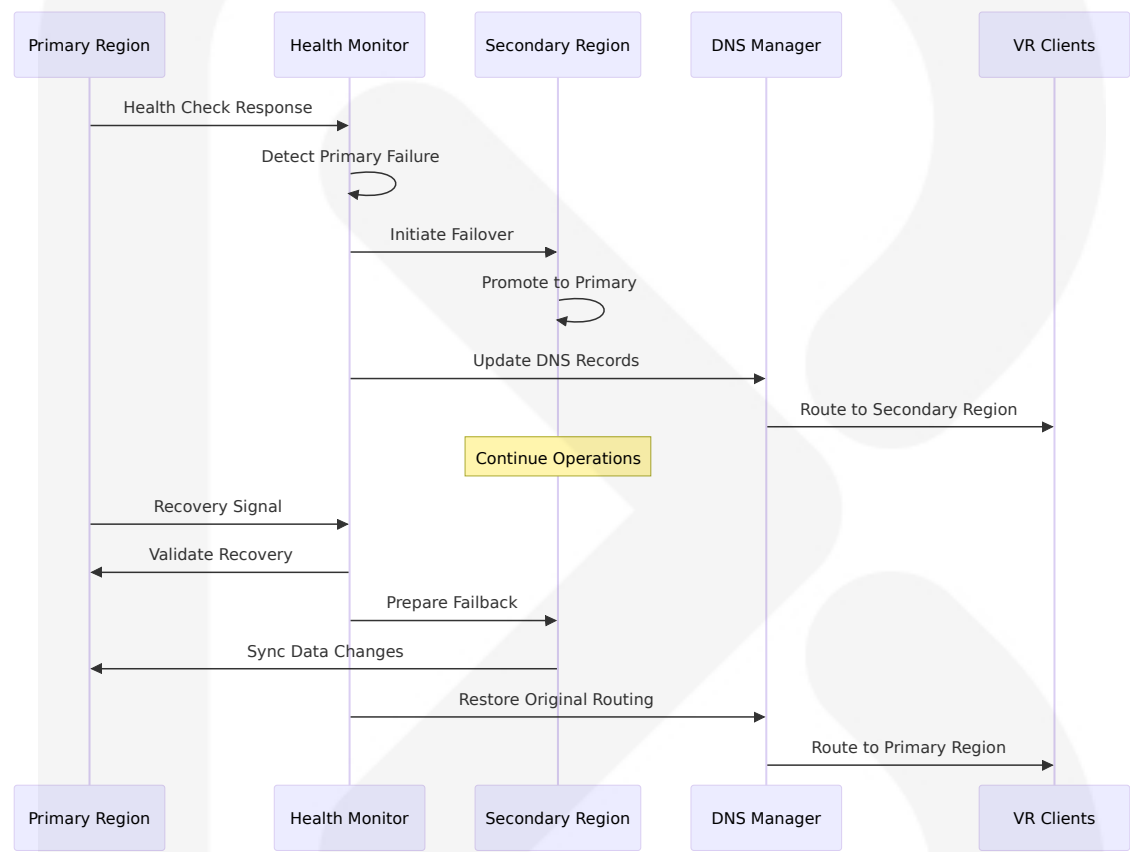 Primary Region
Health Monitor
Secondary Region
DNS Manager
VR Clients
Health Check Response
Detect Primary Failure
Initiate Failover
Promote to Primary
Update DNS Records
Route to Secondary Region
Continue Operations
Recovery Signal
Validate Recovery
Prepare Failback
Sync Data Changes
Restore Original Routing
Route to Primary Region
Primary Region
Health Monitor
Secondary Region
DNS Manager
VR Clients